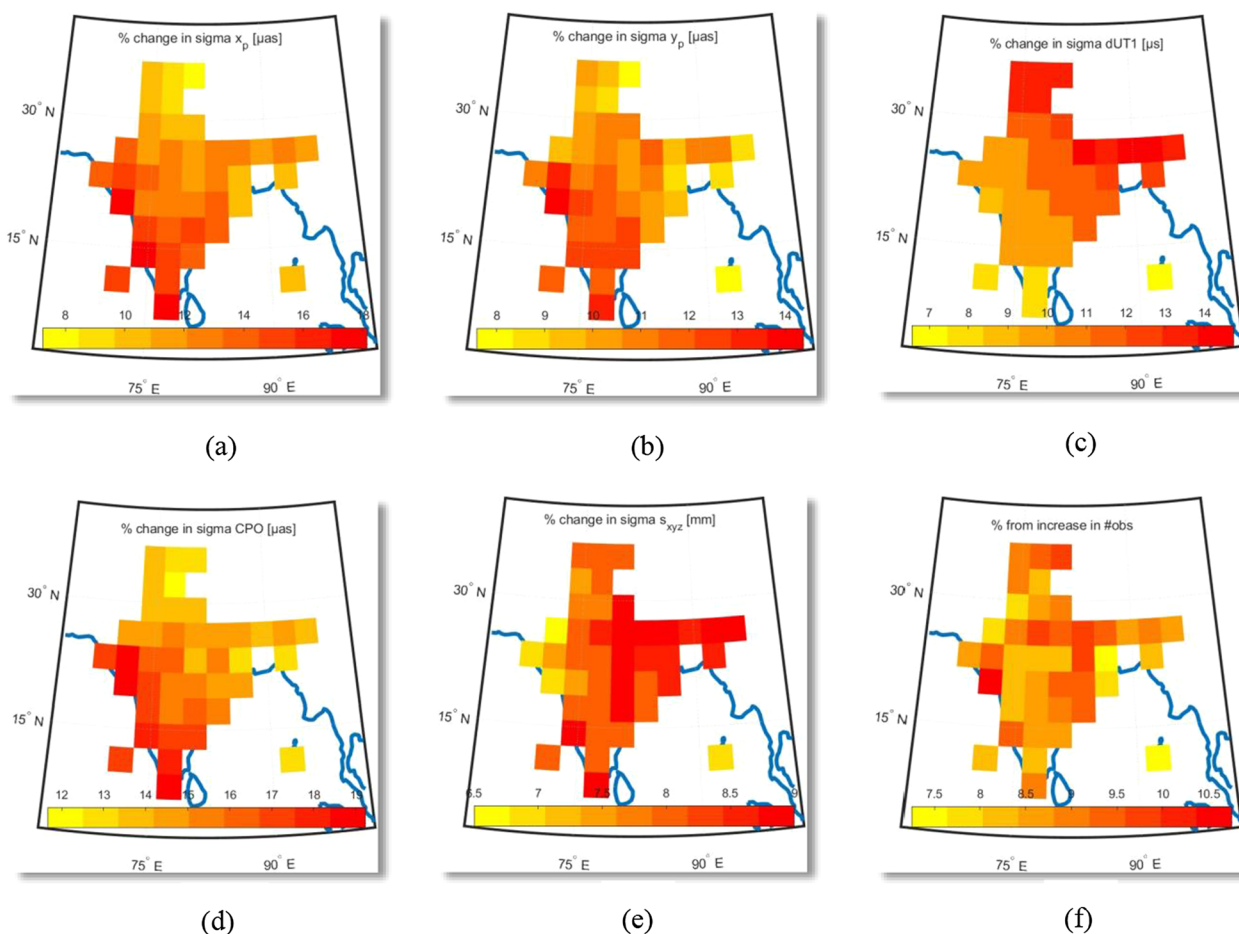 % change in sigma x_p [µas]
30° N
15° N
8 10 12 14 16 18
75° E 90° E
(a)
% change in sigma y_p [µas]
30° N
15° N
8 9 10 11 12 13 14
75° E 90° E
(b)
% change in sigma dUT1 [µs]
30° N
15° N
7 8 9 10 11 12 13 14
75° E 90° E
(c)
% change in sigma CPO [µas]
30° N
15° N
12 13 14 15 16 17 18 19
75° E 90° E
(d)
% change in sigma s_xyz [mm]
30° N
15° N
6.5 7 7.5 8 8.5 9
75° E 90° E
(e)
% from increase in #obs
30° N
15° N
7.5 8 8.5 9 9.5 10 10.5
75° E 90° E
(f)